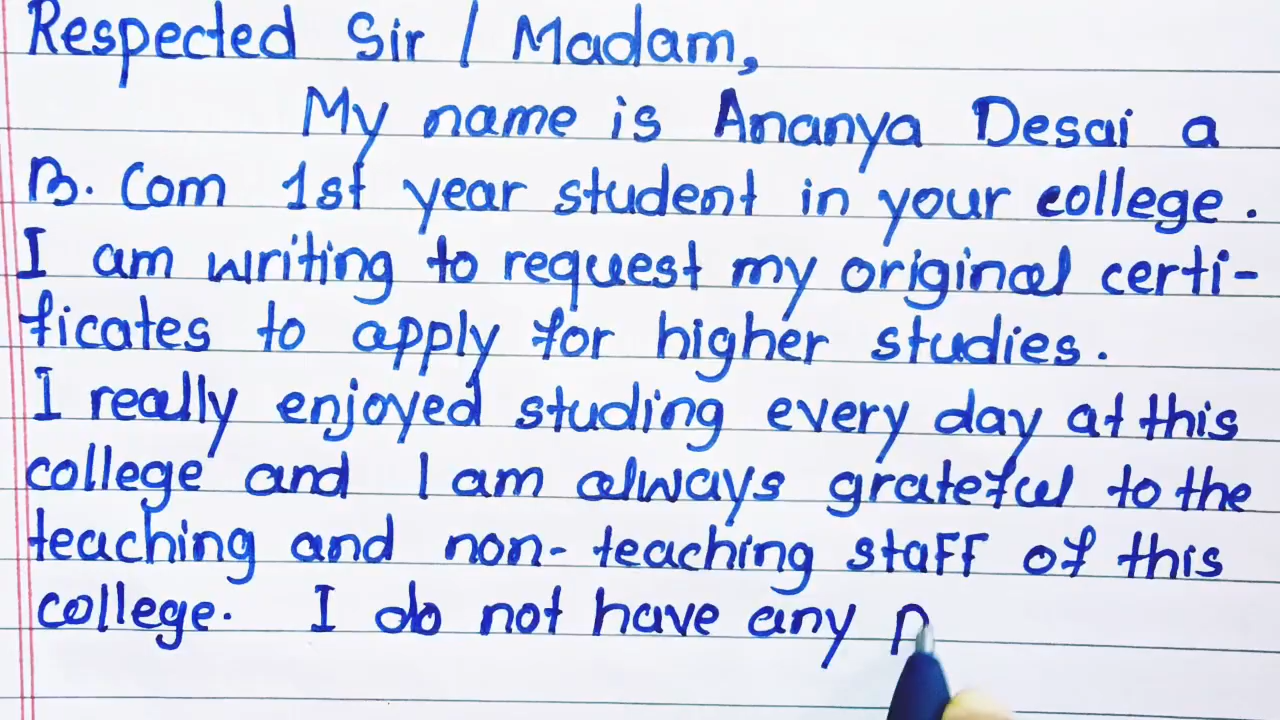 Respected Sir / Madam,
My name is Ananya Desai a
B. Com 1st year student in your college.
I am writing to request my original certi-
ficates to apply for higher studies.
I really enjoyed studing every day at this
college and I am always grateful to the
teaching and non-teaching staff of this
college. I do not have any